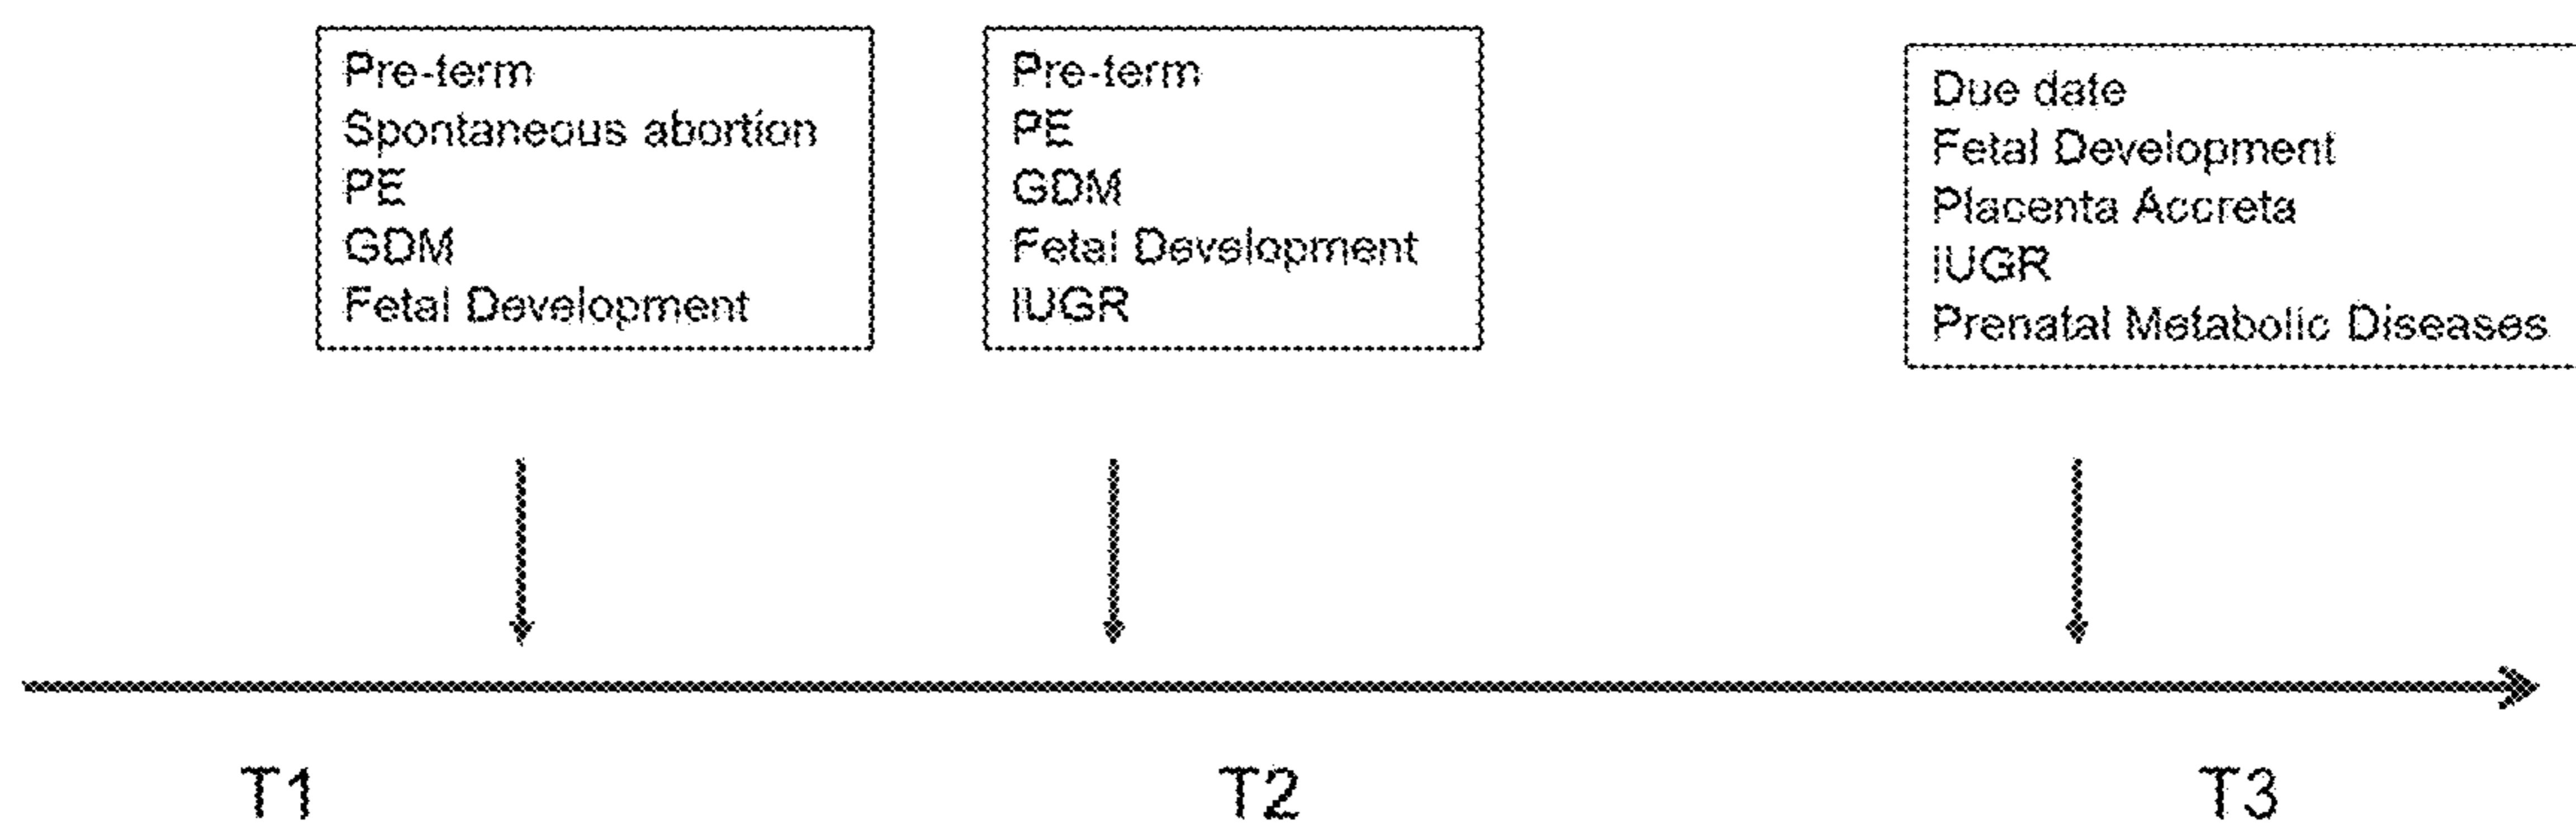 Pre-term
Spontaneous abortion
PE
GDM
Fetal Development
Pre-term
PE
GDM
Fetal Development
IUGR
Due date
Fetal Development
Placenta Accreta
IUGR
Prenatal Metabolic Diseases
T1
T2
T3